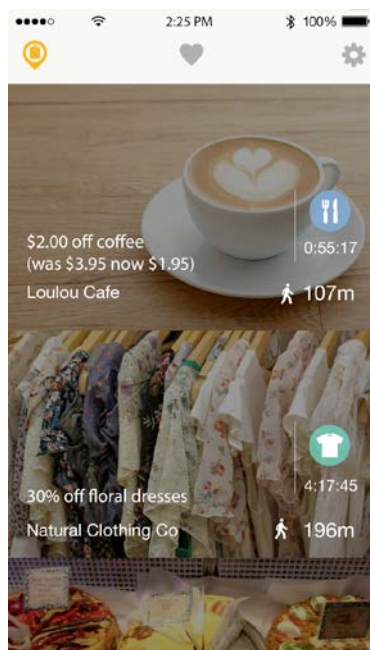 2:25 PM
100%
$2.00 off coffee
(was $3.95 now $1.95)
0:55:17
Loulou Cafe
107m
30% off floral dresses
4:17:45
Natural Clothing Co
196m